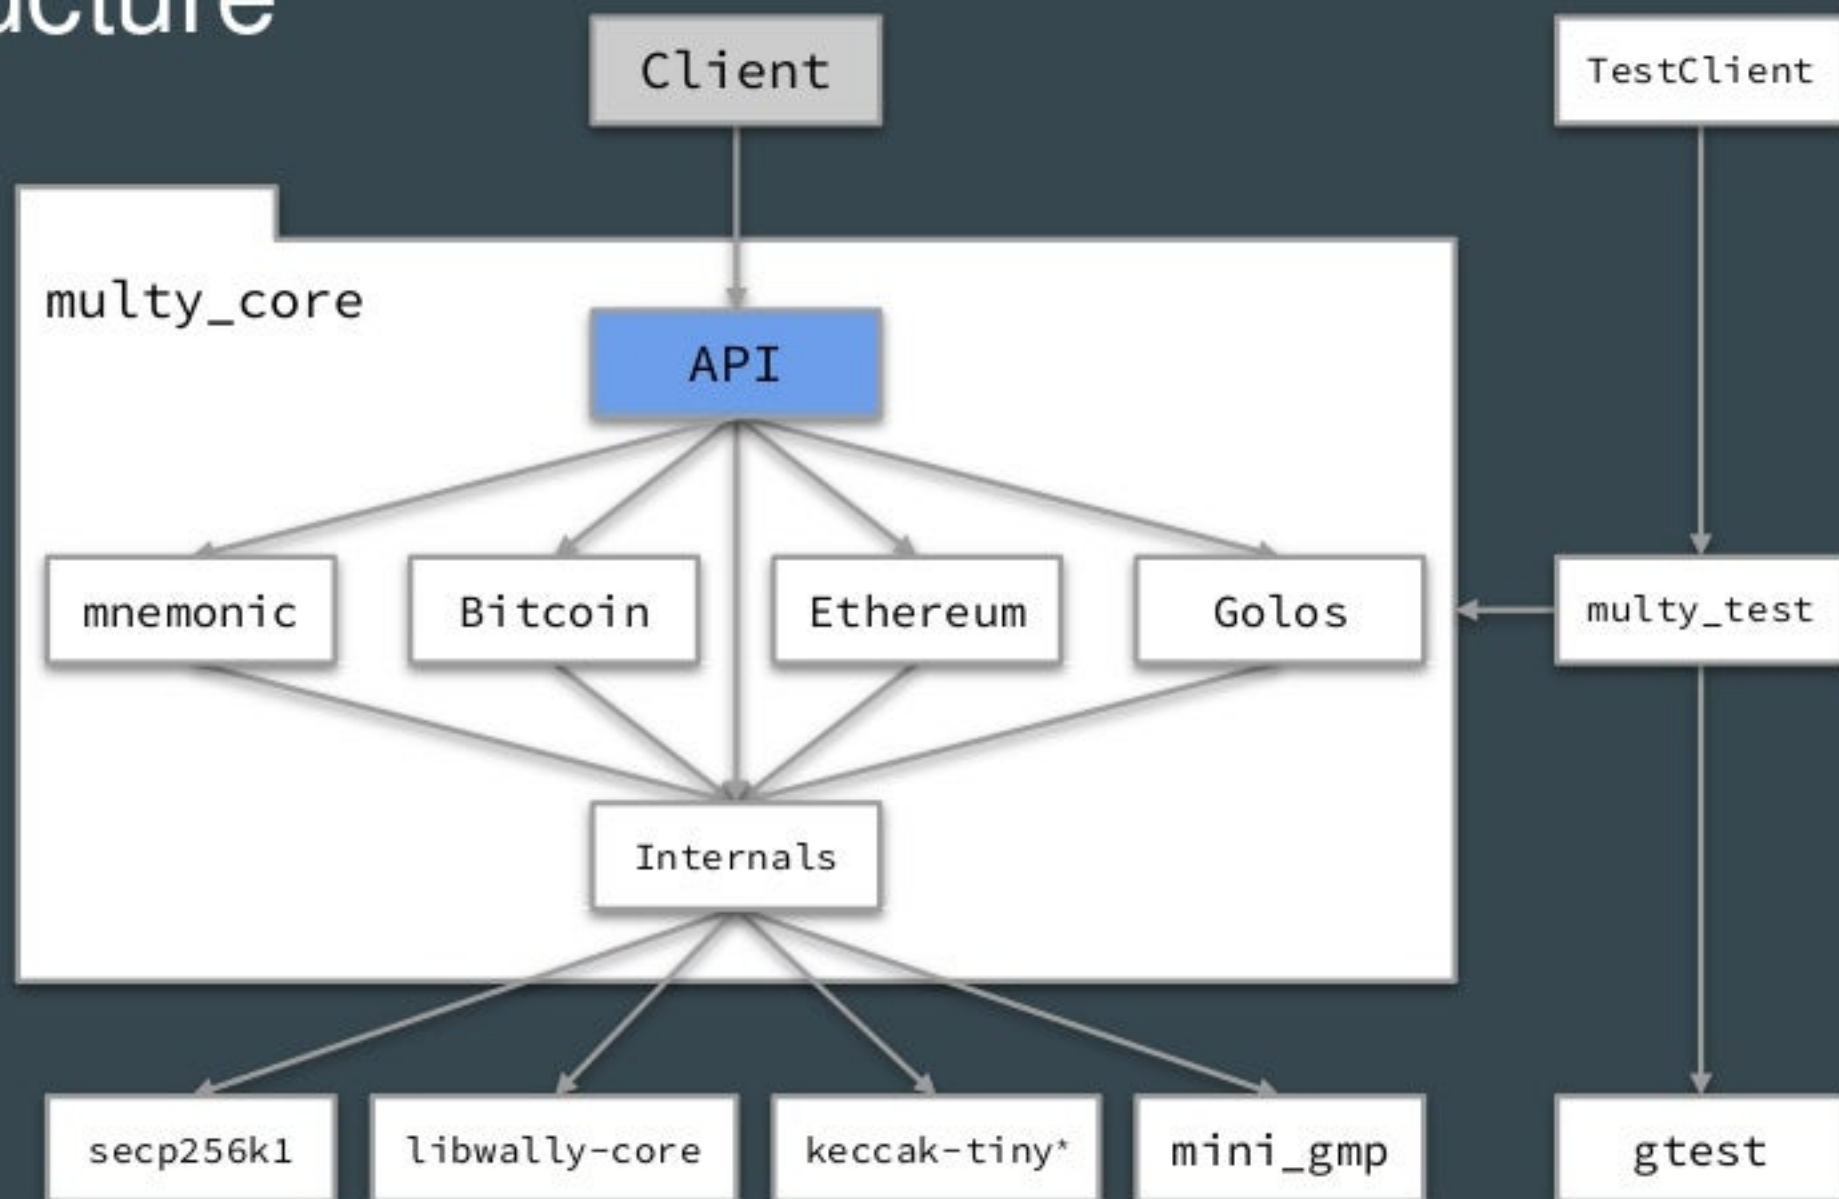 Client
TestClient
multy_core
API
mnemonic
Bitcoin
Ethereum
Golos
multy_test
Internals
secp256k1
libwally-core
keccak-tiny*
mini_gmp
gtest